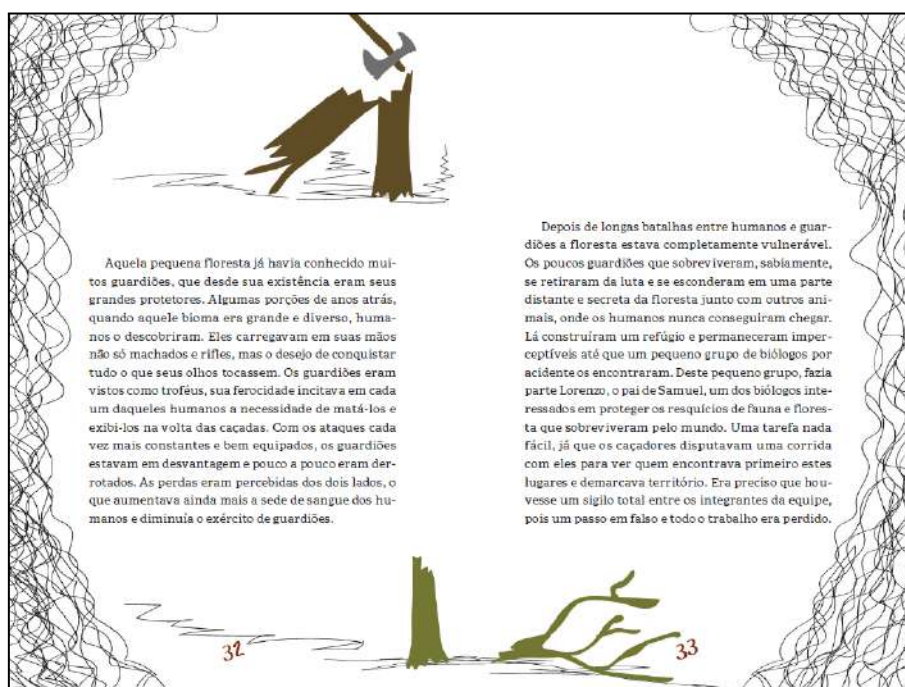 Aquela pequena floresta já havia conhecido mui-
tos guardiões, que desde sua existência eram seus
grandes protetores. Algumas porções de anos atrás,
quando aquele bioma era grande e diverso, huma-
nos o descobriram. Eles carregavam em suas mãos
não só machados e rifles, mas o desejo de conquistar
tudo o que seus olhos tocassem. Os guardiões eram
vistos como troféus, sua ferocidade incitava em cada
um daqueles humanos a necessidade de matá-los e
exibi-los na volta das caçadas. Com os ataques cada
vez mais constantes e bem equipados, os guardiões
estavam em desvantagem e pouco a pouco eram der-
rotados. As perdas eram percebidas dos dois lados, o
que aumentava ainda mais a sede de sangue dos hu-
manos e diminuía o exército de guardiões.
32
Depois de longas batalhas entre humanos e guar-
diões a floresta estava completamente vulnerável.
Os poucos guardiões que sobreviveram, sabiamente,
se retiraram da luta e se esconderam em uma parte
distante e secreta da floresta junto com outros ani-
mais, onde os humanos nunca conseguiram chegar.
Lá construíram um refúgio e permaneceram imper-
ceptíveis até que um pequeno grupo de biólogos por
acidente os encontraram. Deste pequeno grupo, fazia
parte Lorenzo, o pai de Samuel, um dos biólogos inte-
ressados em proteger os resquícios de fauna e flores-
ta que sobreviveram pelo mundo. Uma tarefa nada
fácil, já que os caçadores disputavam uma corrida
com eles para ver quem encontrava primeiro estes
lugares e demarcava território. Era preciso que hou-
vesse um sigilo total entre os integrantes da equipe,
pois um passo em falso e todo o trabalho era perdido.
33